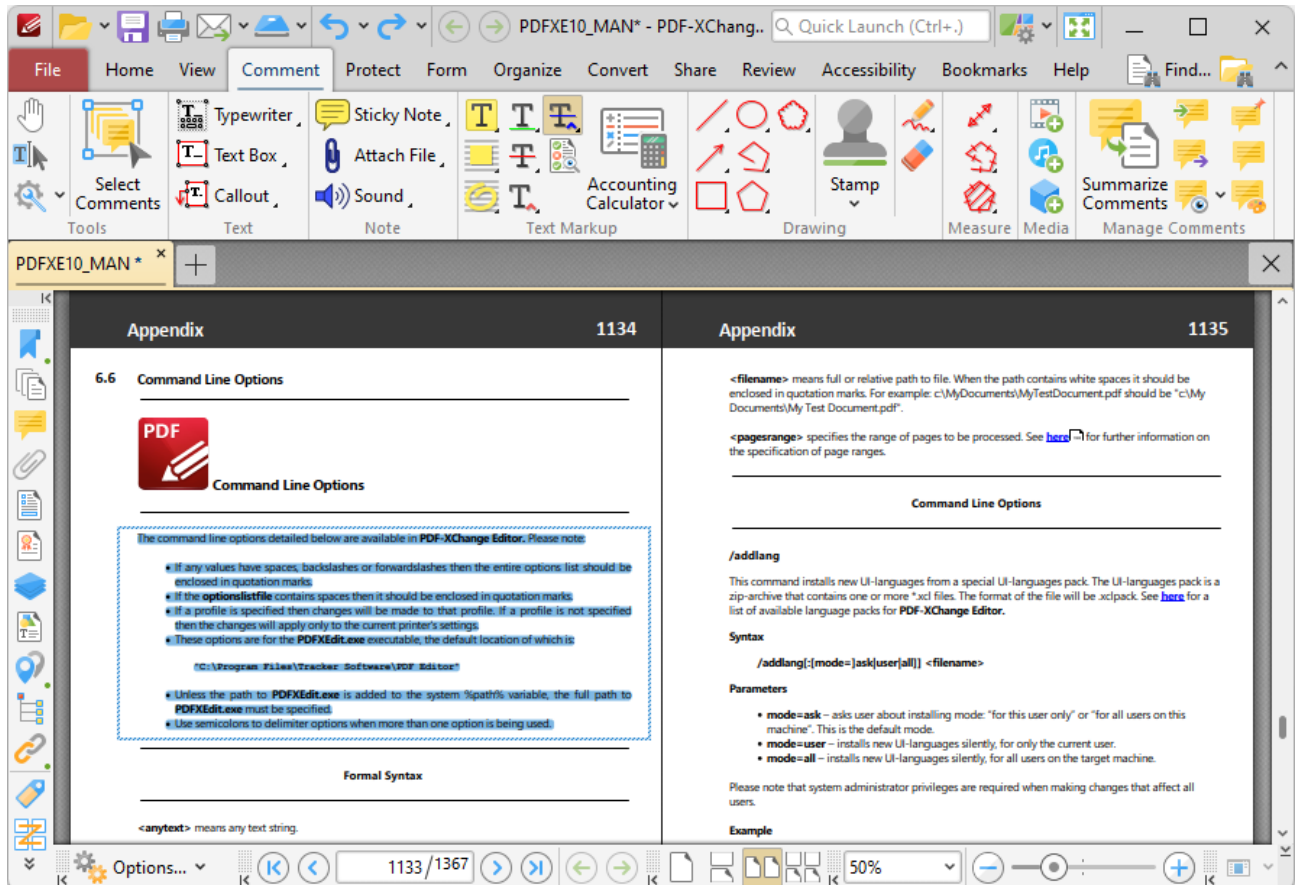 PDFXE10_MAN* - PDF-XChang..
Quick Launch (Ctrl+.)
File Home View Comment Protect Form Organize Convert Share Review Accessibility Bookmarks Help Find...
Select
Comments
Tools
Typewriter
Text Box
Callout
Text
Sticky Note
Attach File
Sound
Note
Accounting
Calculator
Text Markup
Stamp
Drawing
Measure
Media
Summarize
Comments
Manage Comments
PDFXE10_MAN *
Appendix 1134
6.6 Command Line Options
PDF
Command Line Options
The command line options detailed below are available in PDF-XChange Editor. Please note:
• If any values have spaces, backslashes or forwardslashes then the entire options list should be
enclosed in quotation marks.
• If the optionslistfile contains spaces then it should be enclosed in quotation marks.
• If a profile is specified then changes will be made to that profile. If a profile is not specified
then the changes will apply only to the current printer's settings.
• These options are for the PDFXEdit.exe executable, the default location of which is:
"C:\Program Files\Tracker Software\PDF Editor"
• Unless the path to PDFXEdit.exe is added to the system %path% variable, the full path to
PDFXEdit.exe must be specified.
• Use semicolons to delimiter options when more than one option is being used.
Formal Syntax
<anytext> means any text string.
Appendix 1135
<filename> means full or relative path to file. When the path contains white spaces it should be
enclosed in quotation marks. For example: c:\MyDocuments\MyTestDocument.pdf should be "c:\My
Documents\My Test Document.pdf".
<pagesrange> specifies the range of pages to be processed. See here for further information on
the specification of page ranges.
Command Line Options
/addlang
This command installs new UI-languages from a special UI-languages pack. The UI-languages pack is a
zip-archive that contains one or more *.xcl files. The format of the file will be .xclpack. See here for a
list of available language packs for PDF-XChange Editor.
Syntax
/addlang[:[mode=]ask|user|all]] <filename>
Parameters
• mode=ask – asks user about installing mode: "for this user only" or "for all users on this
machine". This is the default mode.
• mode=user – installs new UI-languages silently, for only the current user.
• mode=all – installs new UI-languages silently, for all users on the target machine.
Please note that system administrator privileges are required when making changes that affect all
users.
Example
Options... 1133/1367 50%